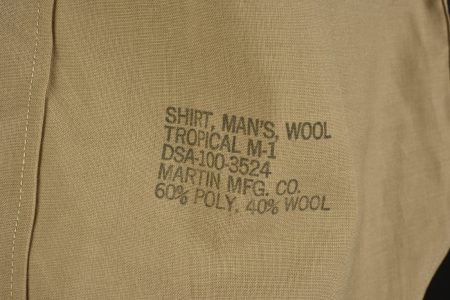 SHIRT, MAN'S, WOOL
TROPICAL M-1
DSA-100-3524
MARTIN MFG. CO.
60% POLY, 40% WOOL